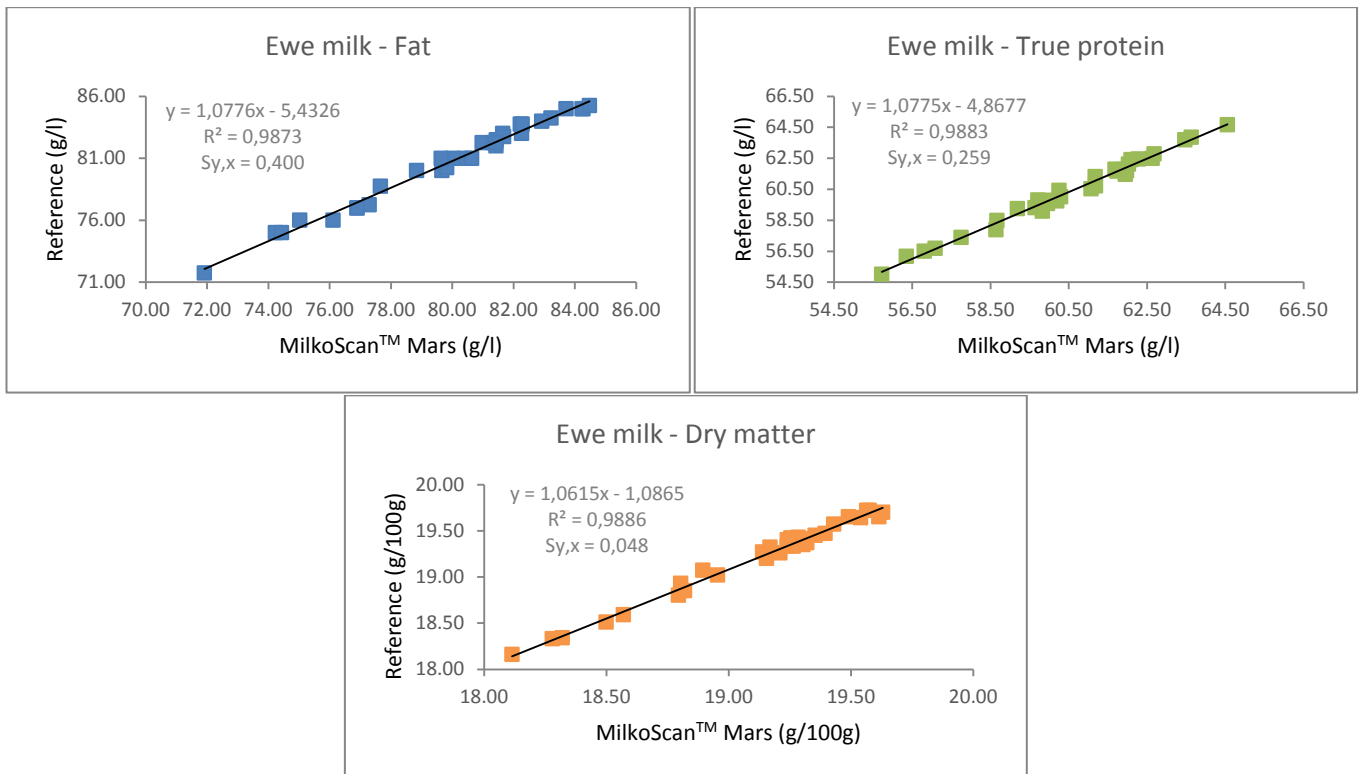 Ewe milk - Fat
y = 1,0776x - 5,4326
R² = 0,9873
Sy,x = 0,400
86.00
81.00
76.00
71.00
Reference (g/l)
70.00 72.00 74.00 76.00 78.00 80.00 82.00 84.00 86.00
MilkoScan™ Mars (g/l)
Ewe milk - True protein
y = 1,0775x - 4,8677
R² = 0,9883
Sy,x = 0,259
66.50
64.50
62.50
60.50
58.50
56.50
54.50
Reference (g/l)
54.50 56.50 58.50 60.50 62.50 64.50 66.50
MilkoScan™ Mars (g/l)
Ewe milk - Dry matter
y = 1,0615x - 1,0865
R² = 0,9886
Sy,x = 0,048
20.00
19.50
19.00
18.50
18.00
Reference (g/100g)
18.00 18.50 19.00 19.50 20.00
MilkoScan™ Mars (g/100g)